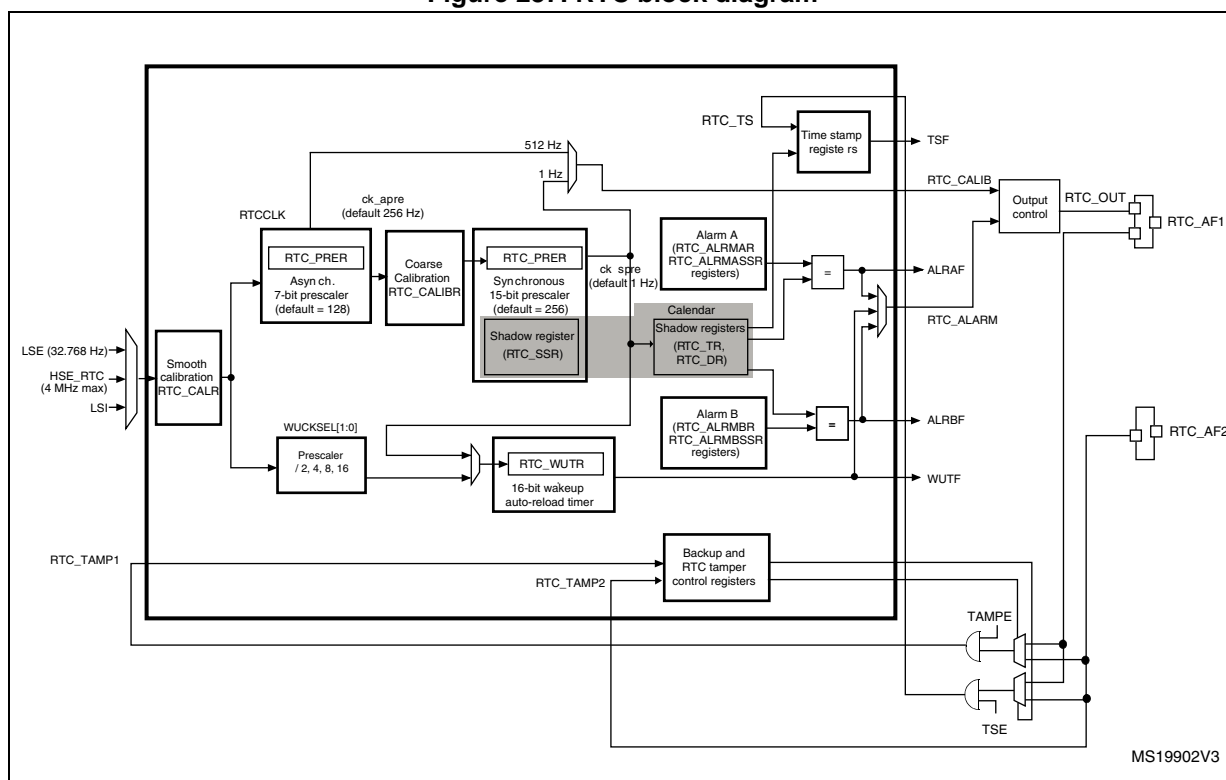 RTC_TS
Time stamp
registe rs
TSF
512 Hz
1 Hz
RTC_CALIB
Output
control
RTC_OUT
RTC_AF1
ck_apre
(default 256 Hz)
RTCCLK
RTC_PRER
Asyn ch.
7-bit prescaler
(default = 128)
Coarse
Calibration
RTC_CALIBR
RTC_PRER
Syn chronous
15-bit prescaler
(default = 256)
ck_spre
(default 1 Hz)
Alarm A
(RTC_ALRMAR
RTC_ALRMASSR
registers)
=
ALRAF
Calendar
Shadow register
(RTC_SSR)
Shadow registers
(RTC_TR,
RTC_DR)
RTC_ALARM
LSE (32.768 Hz)
HSE_RTC
(4 MHz max)
LSI
Smooth
calibration
RTC_CALR
Alarm B
(RTC_ALRMBR
RTC_ALRMBSSR
registers)
=
ALRBF
RTC_AF2
WUCKSEL[1:0]
Prescaler
/ 2, 4, 8, 16
RTC_WUTR
16-bit wakeup
auto-reload timer
WUTF
RTC_TAMP1
RTC_TAMP2
Backup and
RTC tamper
control registers
TAMPE
TSE
MS19902V3